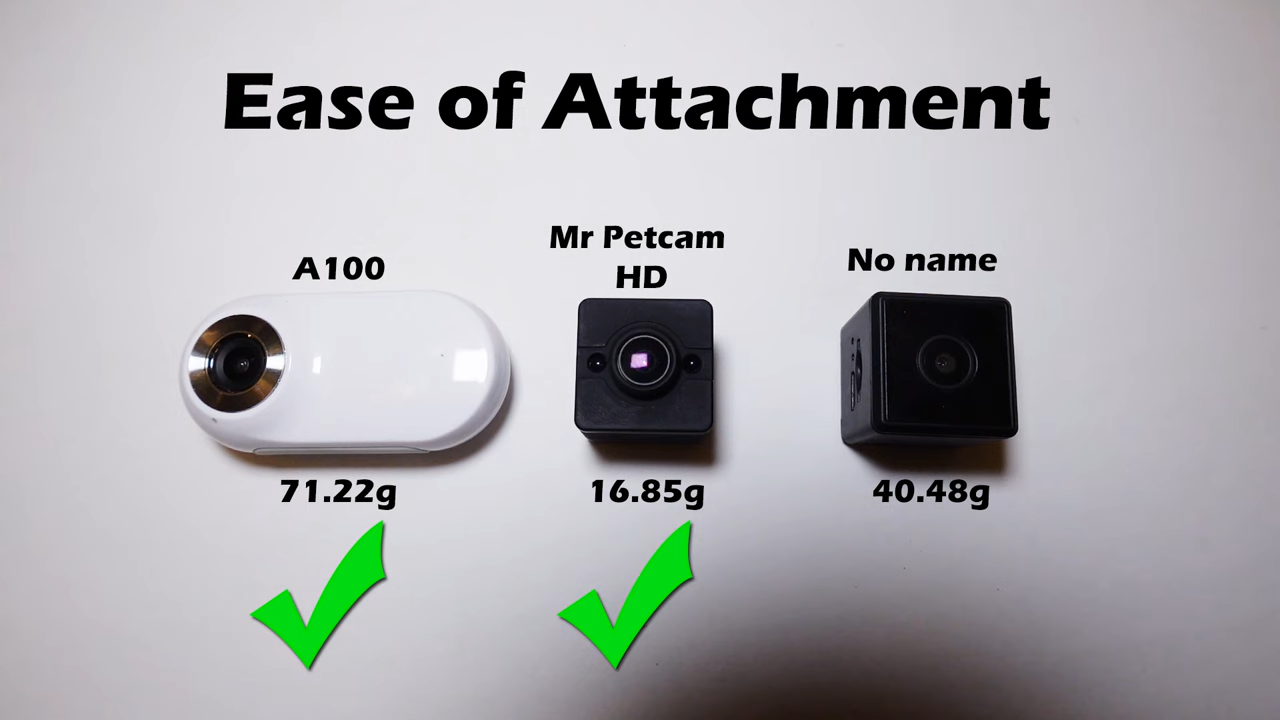 Ease of Attachment
A100
Mr Petcam
HD
No name
71.22g
16.85g
40.48g